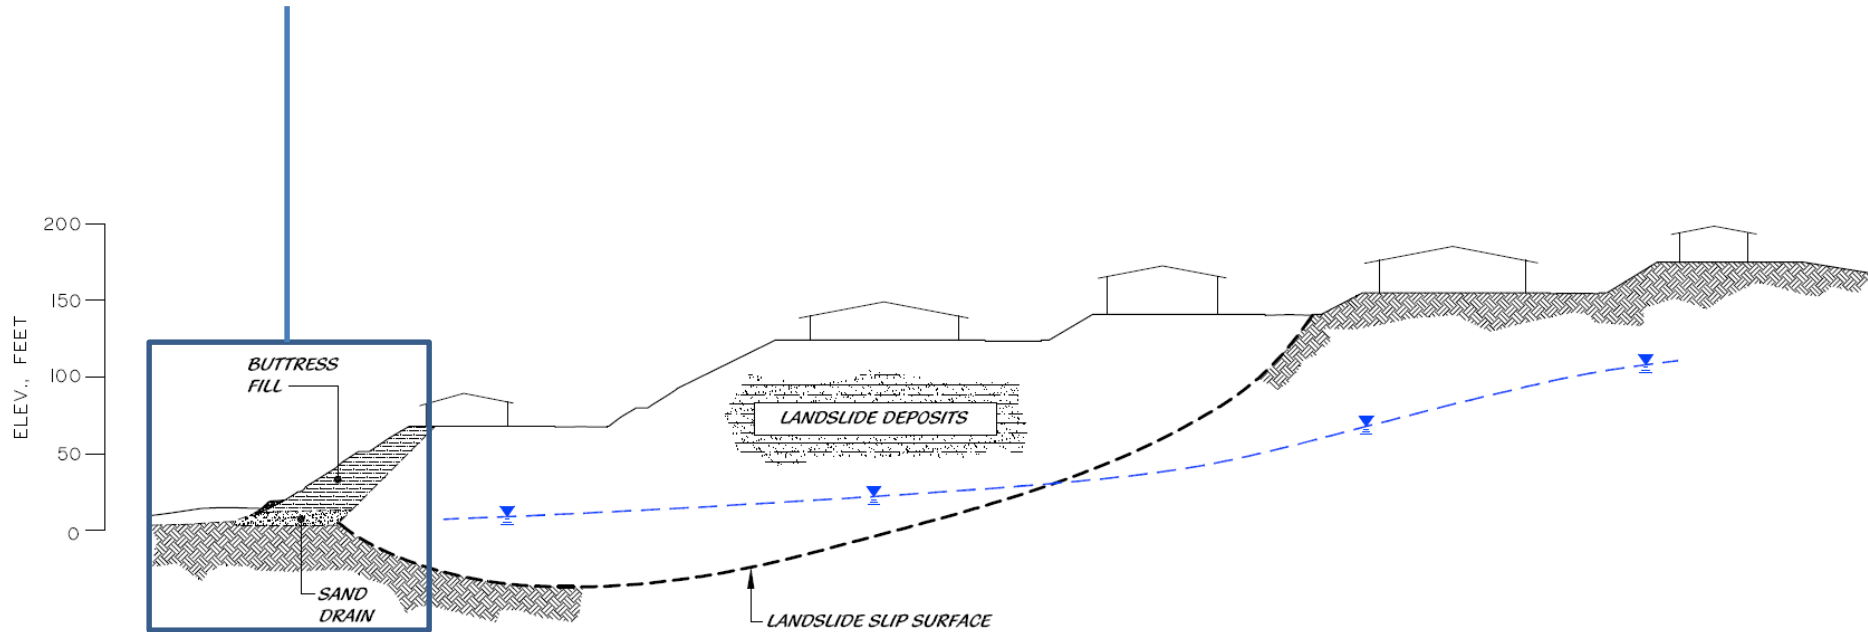 200
150
100
50
0
ELEV., FEET
BUTTRESS
FILL
SAND
DRAIN
LANDSLIDE DEPOSITS
LANDSLIDE SLIP SURFACE